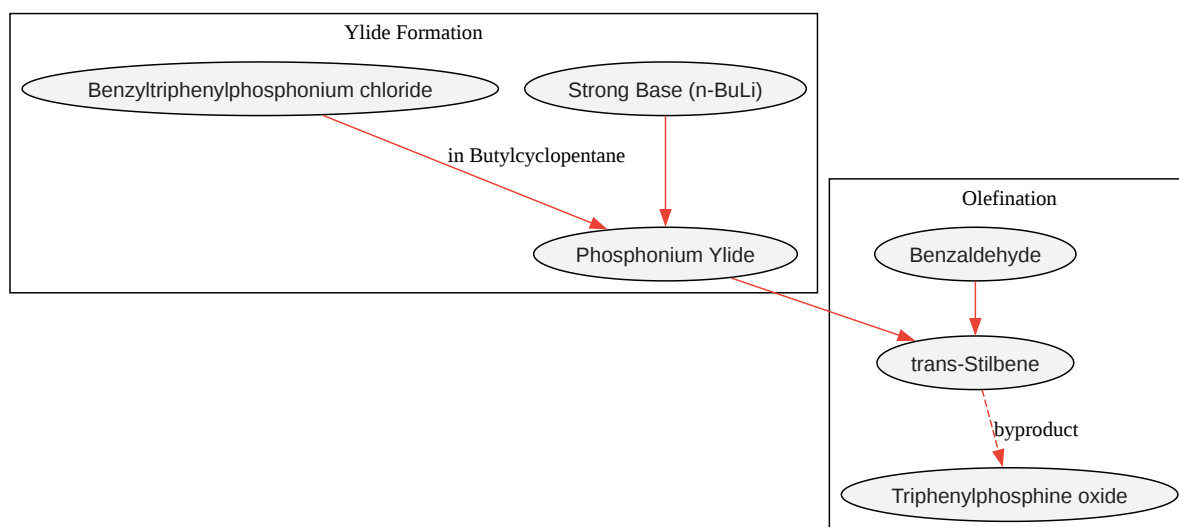 Ylide Formation
Benzyltriphenylphosphonium chloride
Strong Base (n-BuLi)
in Butylcyclopentane
Phosphonium Ylide
Olefination
Benzaldehyde
trans-Stilbene
byproduct
Triphenylphosphine oxide